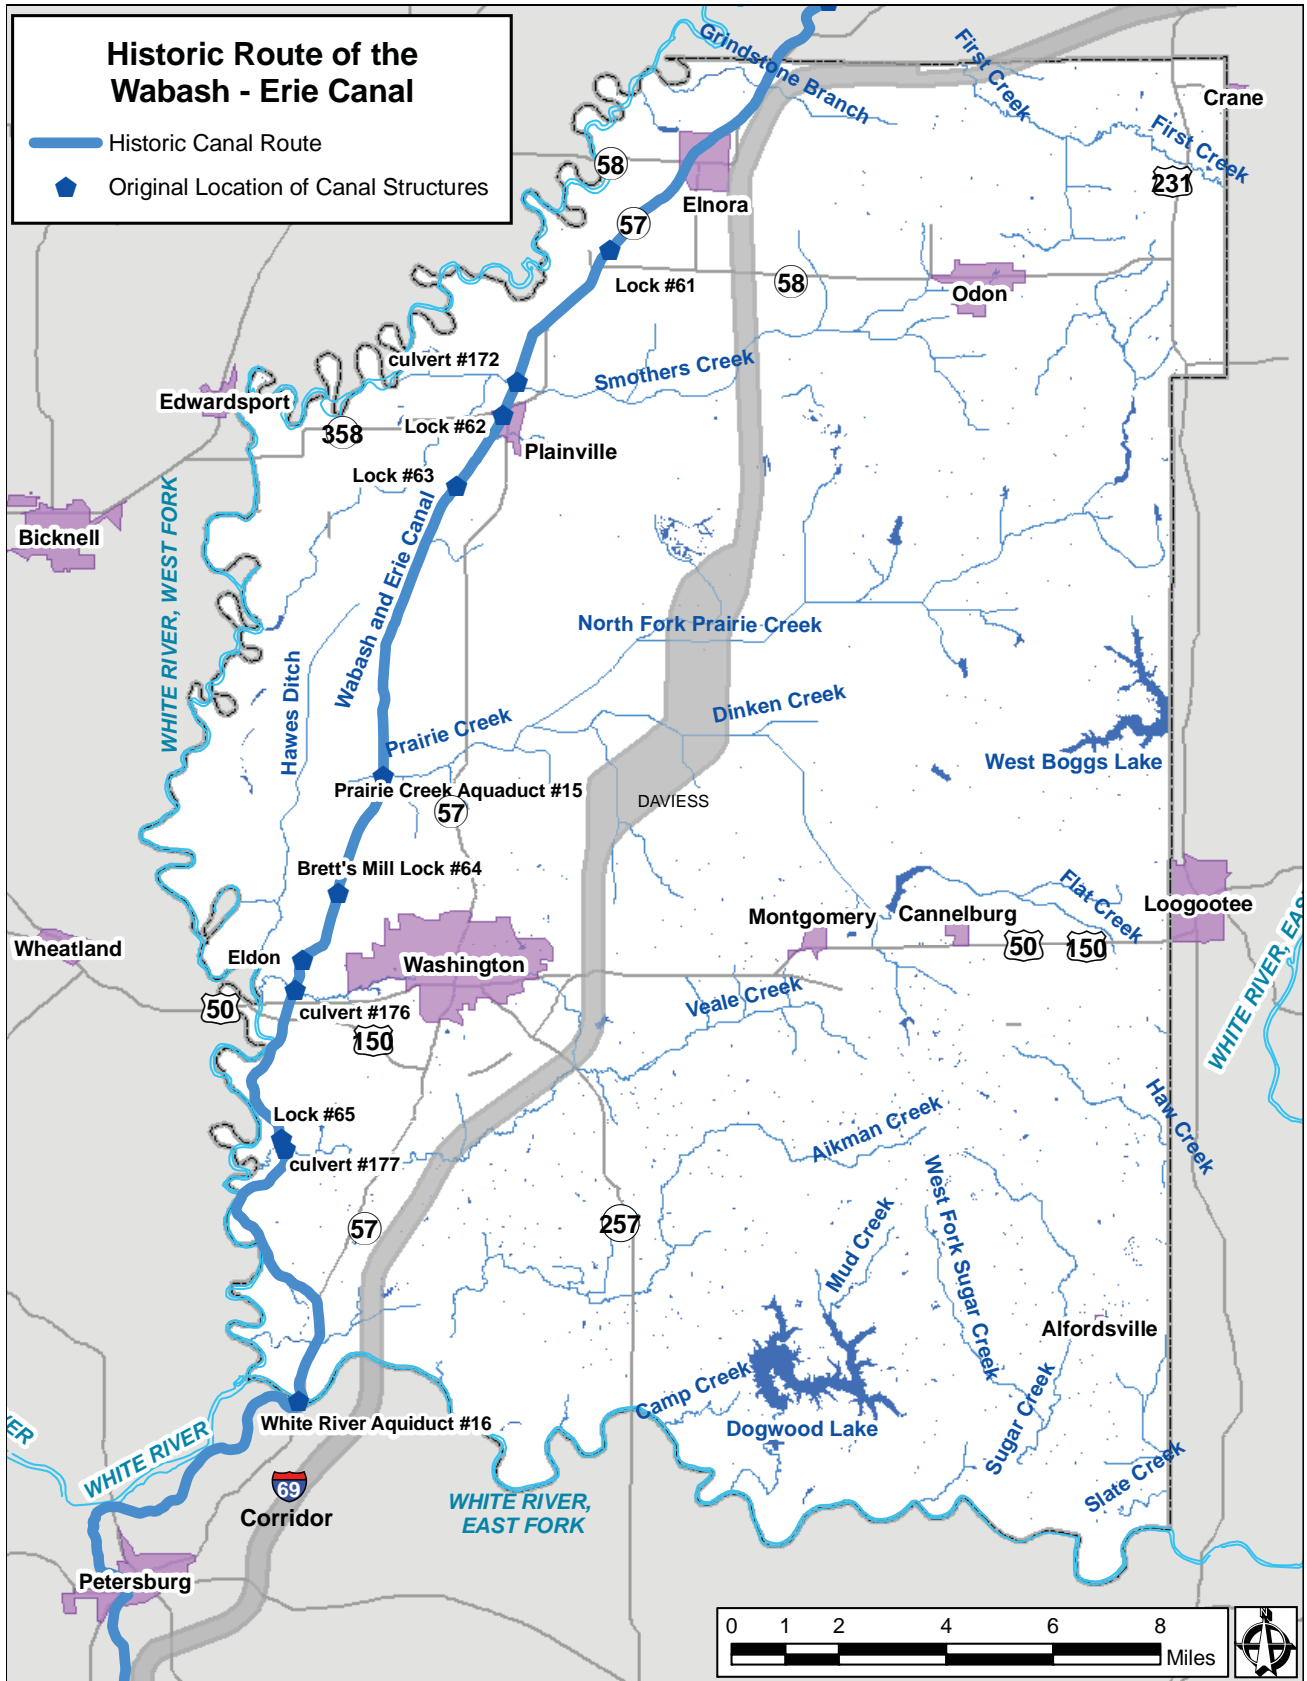 Historic Route of the
Wabash - Erie Canal
Historic Canal Route
Original Location of Canal Structures
Grindstone Branch
First Creek
Crane
First Creek
58
231
Elnora
57
Lock #61
58
Odon
culvert #172
Smothers Creek
Edwardsport
358
Lock #62
Plainville
Lock #63
Bicknell
WHITE RIVER, WEST FORK
Wabash and Erie Canal
North Fork Prairie Creek
Hawes Ditch
Prairie Creek
Dinken Creek
West Boggs Lake
Prairie Creek Aquaduct #15
57
DAVIESS
Brett's Mill Lock #64
Flat Creek
Loogootee
Montgomery
Cannelburg
50
150
Wheatland
Eldon
Washington
WHITE RIVER, EAS
50
culvert #176
Veale Creek
150
Lock #65
Aikman Creek
Haw Creek
culvert #177
West Fork Sugar Creek
57
257
Mud Creek
Alfordsville
Camp Creek
Sugar Creek
White River Aquiduct #16
Dogwood Lake
ER
WHITE RIVER
Slate Creek
69
Corridor
WHITE RIVER,
EAST FORK
Petersburg
0 1 2 4 6 8
Miles
N